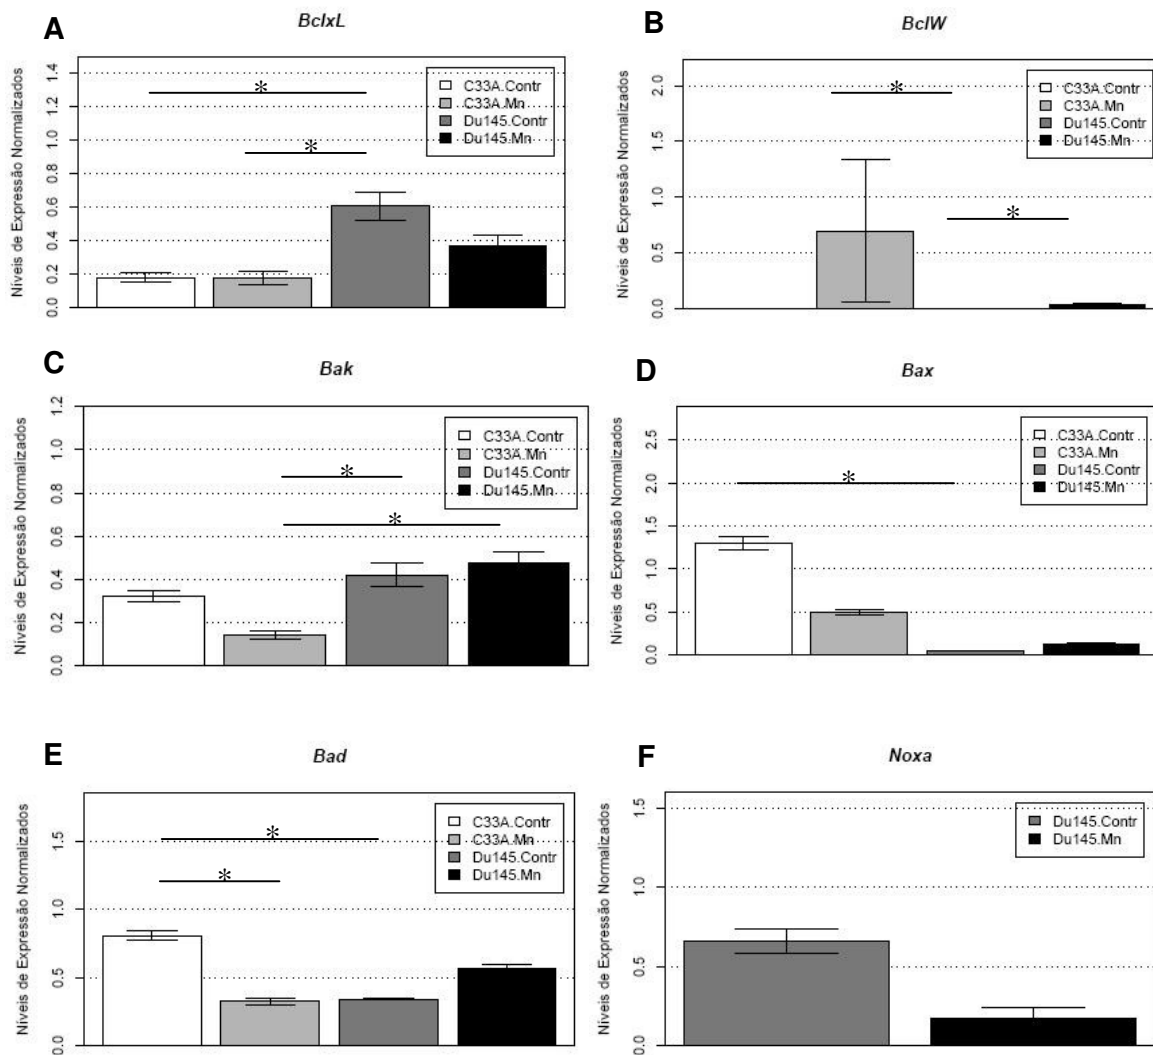 A
BclxL
Níveis de Expressão Normalizados
0.0 0.2 0.4 0.6 0.8 1.0 1.2 1.4
*
*
C33A.Contr
C33A.Mn
Du145.Contr
Du145.Mn
B
BclW
Níveis de Expressão Normalizados
0.0 0.5 1.0 1.5 2.0
*
*
C33A.Contr
C33A.Mn
Du145.Contr
Du145.Mn
C
Bak
Níveis de Expressão Normalizados
0.0 0.2 0.4 0.6 0.8 1.0 1.2
*
*
C33A.Contr
C33A.Mn
Du145.Contr
Du145.Mn
D
Bax
Níveis de Expressão Normalizados
0.0 0.5 1.0 1.5 2.0 2.5
*
C33A.Contr
C33A.Mn
Du145.Contr
Du145.Mn
E
Bad
Níveis de Expressão Normalizados
0.0 0.5 1.0 1.5
*
*
C33A.Contr
C33A.Mn
Du145.Contr
Du145.Mn
F
Noxa
Níveis de Expressão Normalizados
0.0 0.5 1.0 1.5
Du145.Contr
Du145.Mn